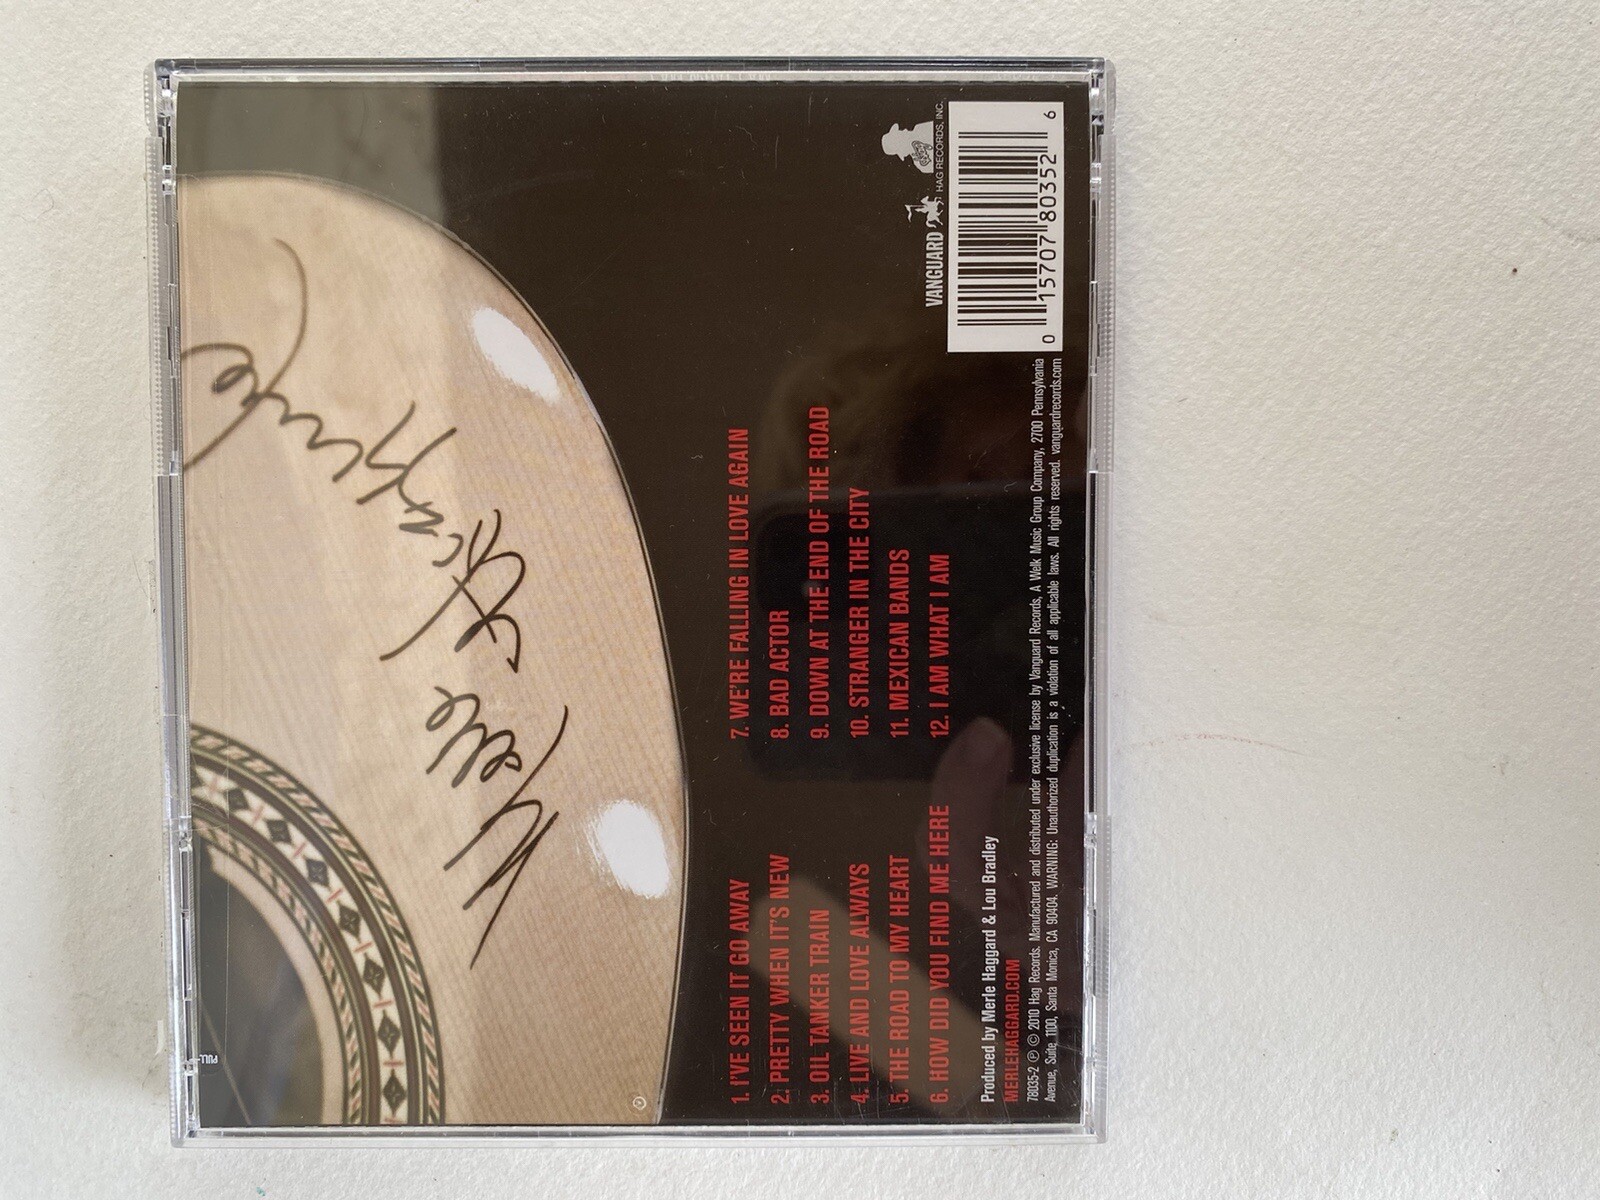 Merle Haggard
1. I'VE SEEN IT GO AWAY
2. PRETTY WHEN IT'S NEW
3. OIL TANKER TRAIN
4. LIVE AND LOVE ALWAYS
5. THE ROAD TO MY HEART
6. HOW DID YOU FIND ME HERE
7. WE'RE FALLING IN LOVE AGAIN
8. BAD ACTOR
9. DOWN AT THE END OF THE ROAD
10. STRANGER IN THE CITY
11. MEXICAN BANDS
12. I AM WHAT I AM
Produced by Merle Haggard & Lou Bradley
MERLEHAGGARD.COM
78035-2 ℗ © 2010 Hag Records. Manufactured and distributed under exclusive license by Vanguard Records, A Welk Music Group Company, 2700 Pennsylvania
Avenue, Suite 1100, Santa Monica, CA 90404. WARNING: Unauthorized duplication is a violation of all applicable laws. All rights reserved. vanguardrecords.com
VANGUARD
HAG RECORDS, INC.
0 15707 80352 6
PULL